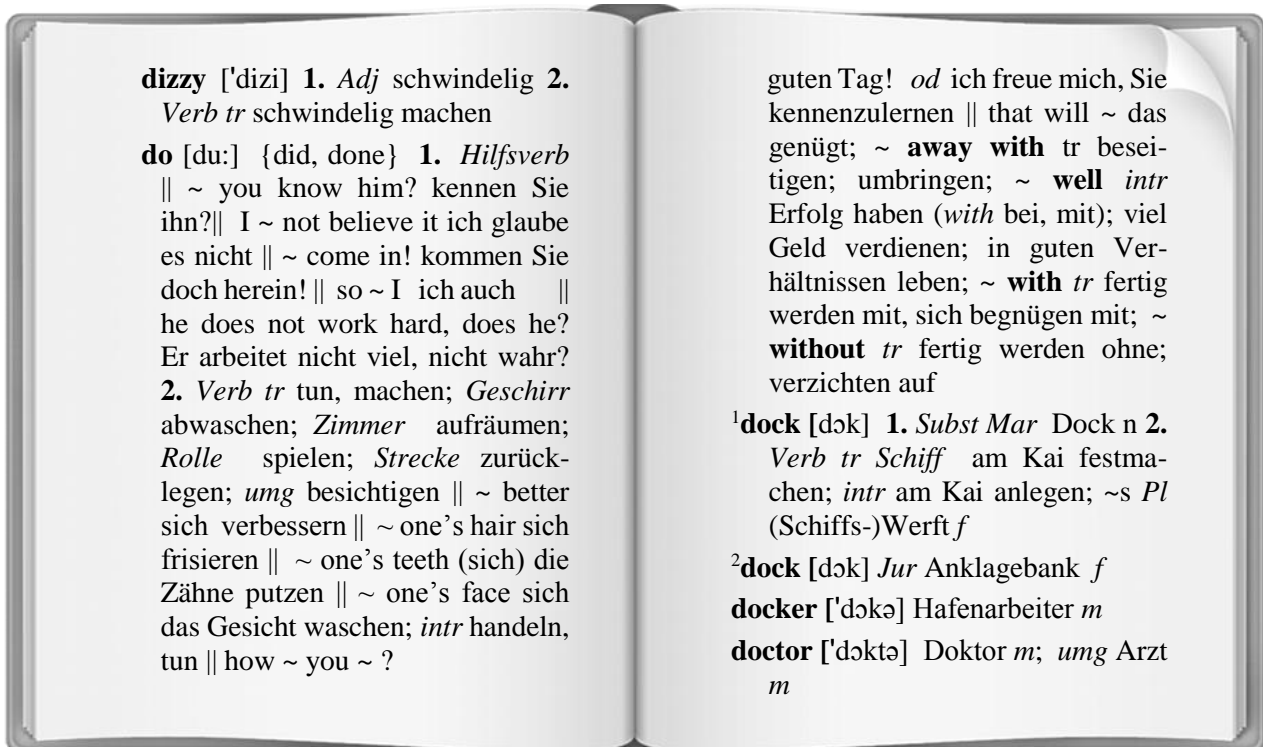 dizzy ['dizi] 1. Adj schwindelig 2.
Verb tr schwindelig machen
do [du:] {did, done} 1. Hilfsverb
|| ~ you know him? kennen Sie
ihn?|| I ~ not believe it ich glaube
es nicht || ~ come in! kommen Sie
doch herein! || so ~ I ich auch ||
he does not work hard, does he?
Er arbeitet nicht viel, nicht wahr?
2. Verb tr tun, machen; Geschirr
abwaschen; Zimmer aufräumen;
Rolle spielen; Strecke zurück-
legen; umg besichtigen || ~ better
sich verbessern || ~ one's hair sich
frisieren || ~ one's teeth (sich) die
Zähne putzen || ~ one's face sich
das Gesicht waschen; intr handeln,
tun || how ~ you ~ ?
guten Tag! od ich freue mich, Sie
kennenzulernen || that will ~ das
genügt; ~ away with tr besei-
tigen; umbringen; ~ well intr
Erfolg haben (with bei, mit); viel
Geld verdienen; in guten Ver-
hältnissen leben; ~ with tr fertig
werden mit, sich begnügen mit; ~
without tr fertig werden ohne;
verzichten auf
¹dock [dɔk] 1. Subst Mar Dock n 2.
Verb tr Schiff am Kai festma-
chen; intr am Kai anlegen; ~s Pl
(Schiffs-)Werft f
²dock [dɔk] Jur Anklagebank f
docker ['dɔkə] Hafenarbeiter m
doctor ['dɔktə] Doktor m; umg Arzt
m